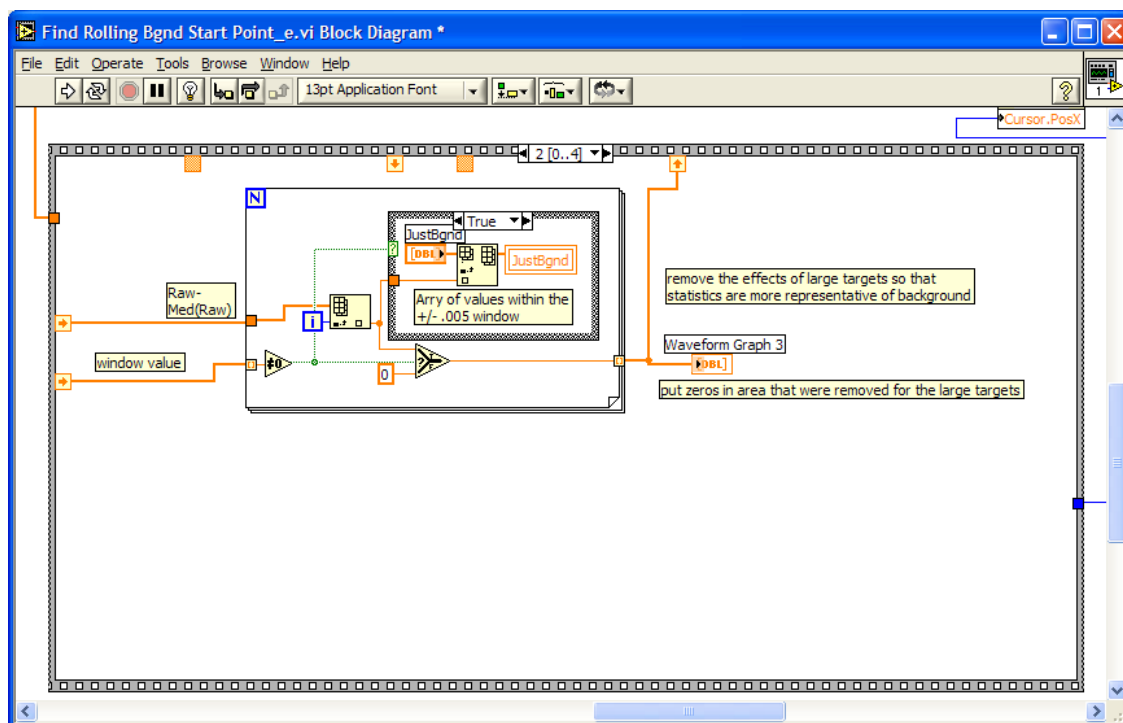 Find Rolling Bgnd Start Point_e.vi Block Diagram *
File Edit Operate Tools Browse Window Help
13pt Application Font
?
1
Cursor.PosX
2 [0..4]
N
True
JustBgnd
[DBL]
JustBgnd
?
Arry of values within the
+/- .005 window
Raw-
Med(Raw)
i
window value
≠0
?
T
F
0
remove the effects of large targets so that
statistics are more representative of background
Waveform Graph 3
DBL]
put zeros in area that were removed for the large targets